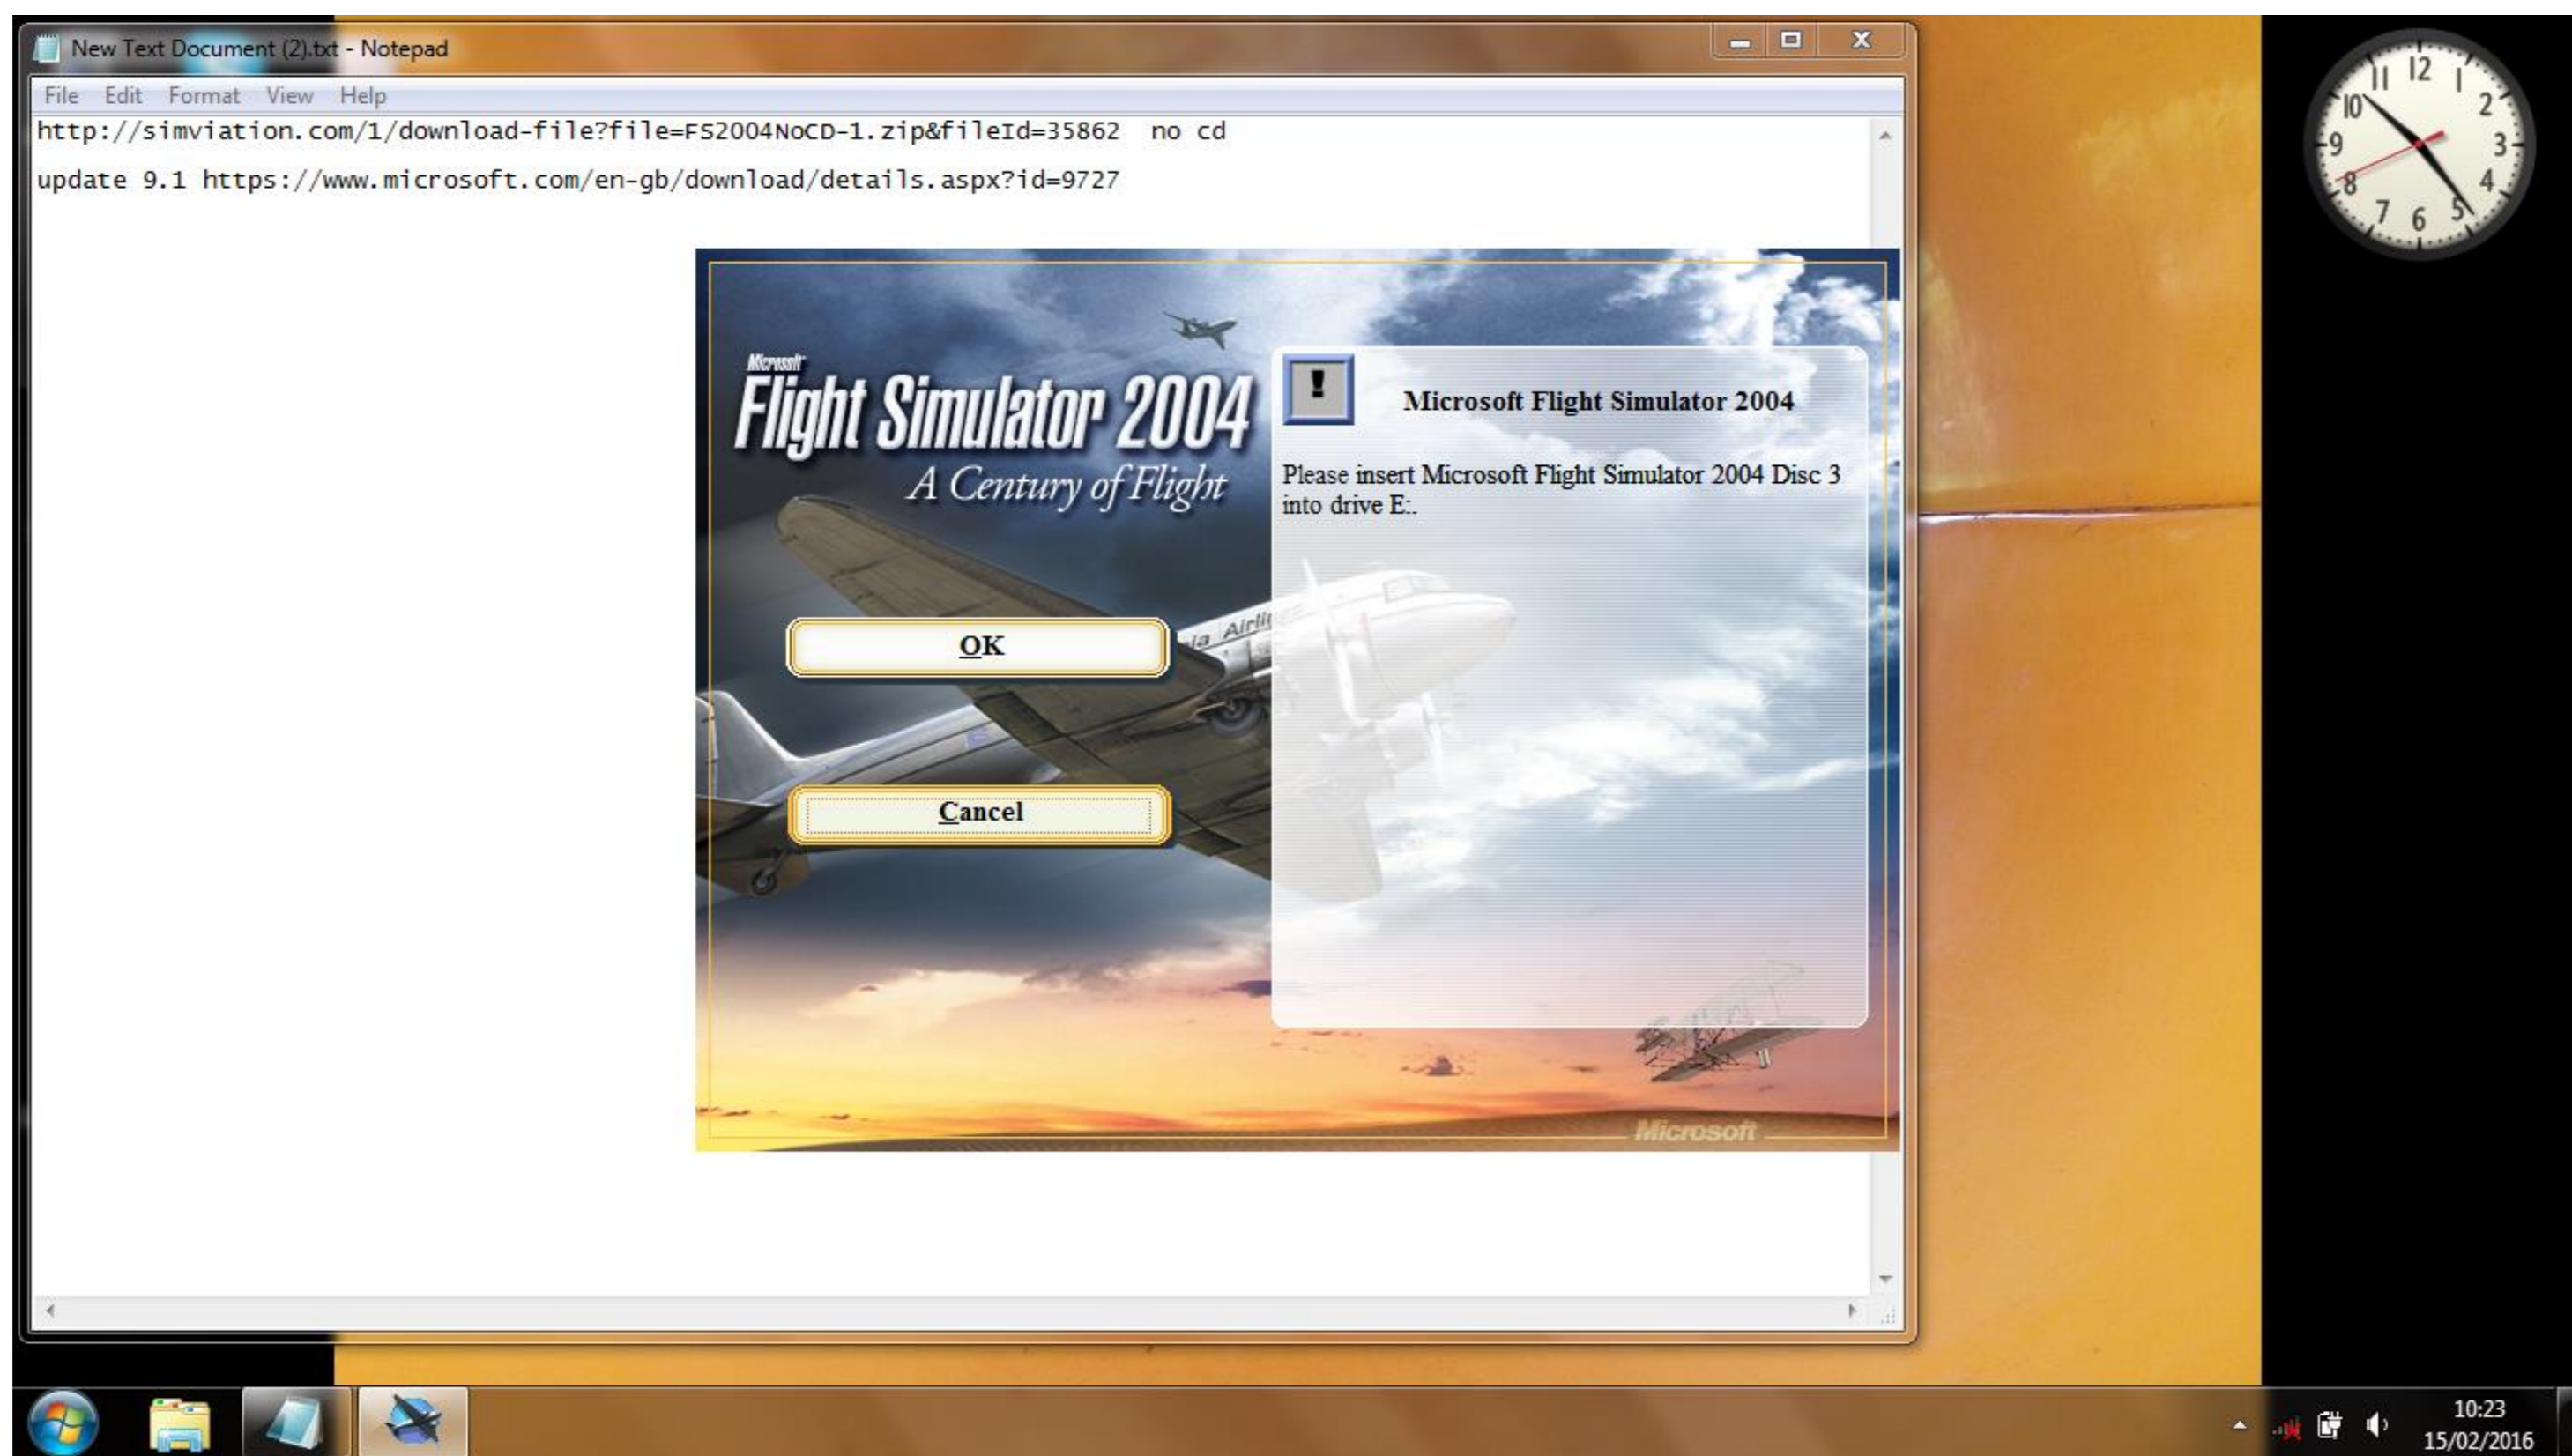 New Text Document (2).txt - Notepad
File Edit Format View Help
http://simviation.com/1/download-file?file=FS2004NoCD-1.zip&fileId=35862  no cd
update 9.1 https://www.microsoft.com/en-gb/download/details.aspx?id=9727
12
1
2
3
4
5
6
7
8
9
10
11
Microsoft
Flight Simulator 2004
A Century of Flight
OK
Cancel
Microsoft Flight Simulator 2004
Please insert Microsoft Flight Simulator 2004 Disc 3
into drive E:.
Microsoft
10:23
15/02/2016